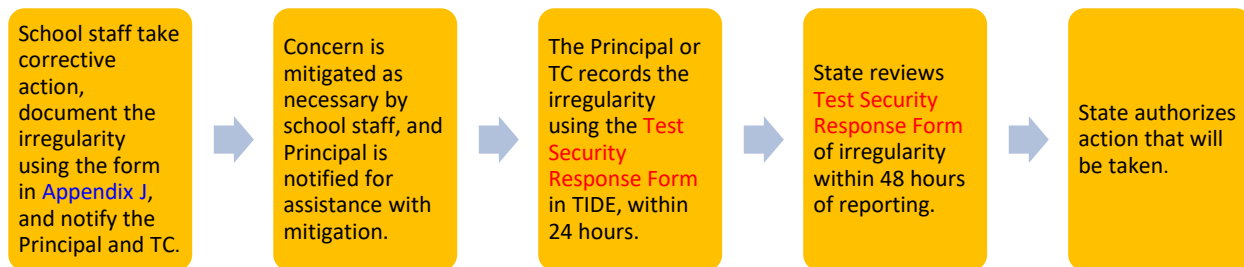 School staff take
corrective
action,
document the
irregularity
using the form
in Appendix J,
and notify the
Principal and TC.
Concern is
mitigated as
necessary by
school staff, and
Principal is
notified for
assistance with
mitigation.
The Principal or
TC records the
irregularity
using the Test
Security
Response Form
in TIDE, within
24 hours.
State reviews
Test Security
Response Form
of irregularity
within 48 hours
of reporting.
State authorizes
action that will
be taken.